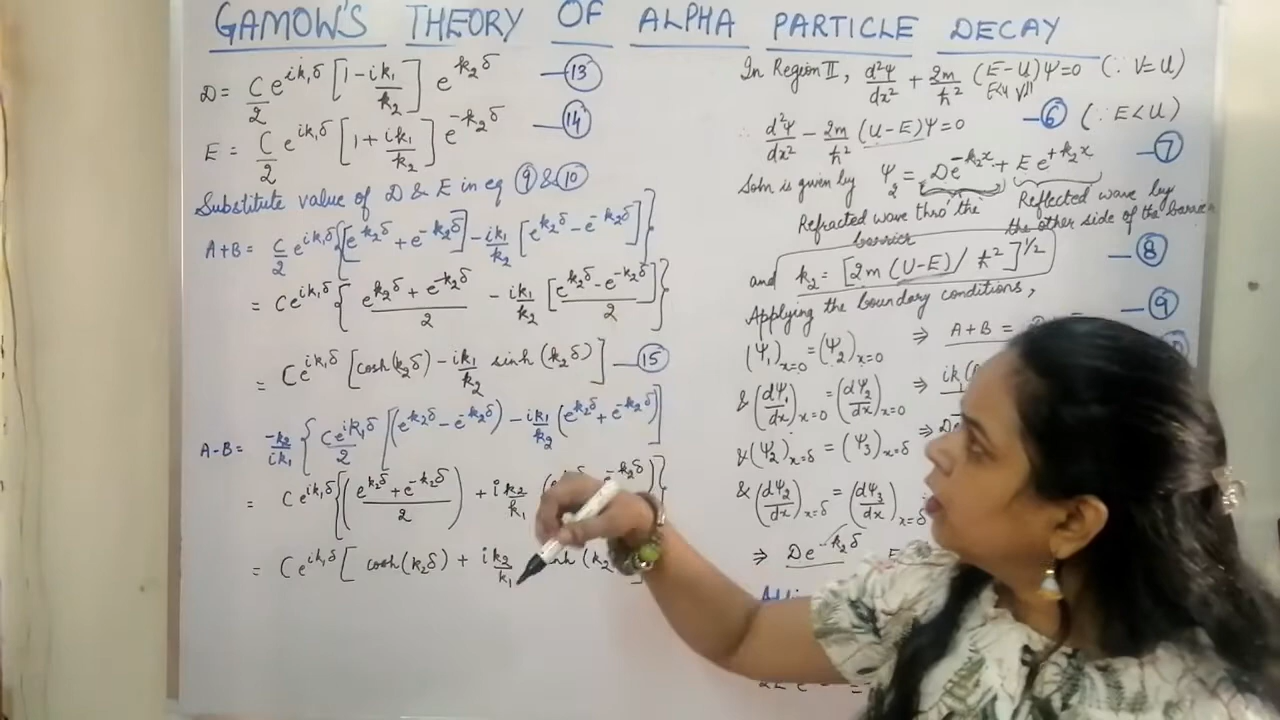 GAMOW'S THEORY OF ALPHA PARTICLE DECAY
D = C/2 e^{ik₁δ} [1 - ik₁/k₂] e^{k₂δ} — 13
E = C/2 e^{ik₁δ} [1 + ik₁/k₂] e^{-k₂δ} — 14
Substitute value of D & E in eq 9 & 10
A+B = C/2 e^{ik₁δ} {[e^{k₂δ} + e^{-k₂δ}] - ik₁/k₂ [e^{k₂δ} - e^{-k₂δ}]}
= Ce^{ik₁δ} { (e^{k₂δ} + e^{-k₂δ})/2 - ik₁/k₂ [(e^{k₂δ} - e^{-k₂δ})/2] }
= Ce^{ik₁δ} [cosh(k₂δ) - ik₁/k₂ sinh(k₂δ)] — 15
A-B = -k₂/ik₁ { Ce^{ik₁δ}/2 [(e^{k₂δ} - e^{-k₂δ}) - ik₁/k₂ (e^{k₂δ} + e^{-k₂δ})]
= Ce^{ik₁δ} {((e^{k₂δ} + e^{-k₂δ})/2) + i k₂/k₁ e^{-k₂δ})}
= Ce^{ik₁δ} [cosh(k₂δ) + i k₂/k₁ (k₂
In Region II, d²ψ/dx² + 2m/ħ² (E-U)ψ=0 (∵ V=U)
E<U
∴ d²ψ/dx² - 2m/ħ² (U-E)ψ=0 — 6 (∵ E<U)
Soln is given by ψ₂ = De^{-k₂x} + Ee^{+k₂x} — 7
Refracted wave thro' the barrier
Reflected wave by the other side of the barrier
and k₂ = [2m(U-E)/ħ²]^{1/2} — 8
Applying the boundary conditions,
(ψ₁)_{x=0} = (ψ₂)_{x=0} ⇒ A+B = — 9
& (dψ₁/dx)_{x=0} = (dψ₂/dx)_{x=0} ⇒ ik₁
& (ψ₂)_{x=δ} = (ψ₃)_{x=δ} ⇒
& (dψ₂/dx)_{x=δ} = (dψ₃/dx)_{x=δ}
⇒ De^{-k₂δ}